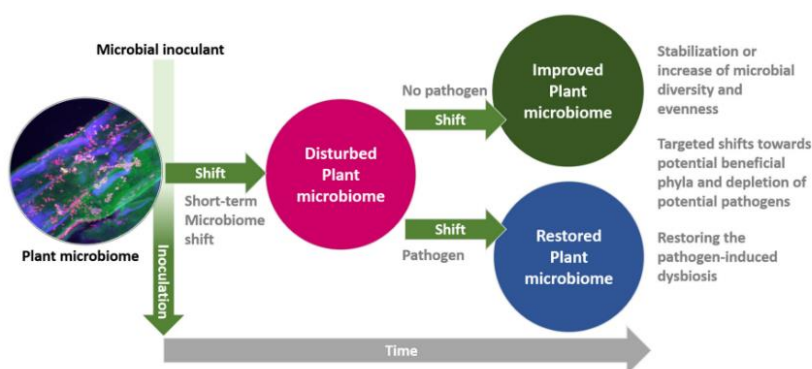 Microbial inoculant
Plant microbiome
Inoculation
Shift
Short-term
Microbiome
shift
Disturbed
Plant
microbiome
No pathogen
Shift
Shift
Pathogen
Improved
Plant
microbiome
Restored
Plant
microbiome
Stabilization or
increase of microbial
diversity and
evenness
Targeted shifts towards
potential beneficial
phyla and depletion of
potential pathogens
Restoring the
pathogen-induced
dysbiosis
Time